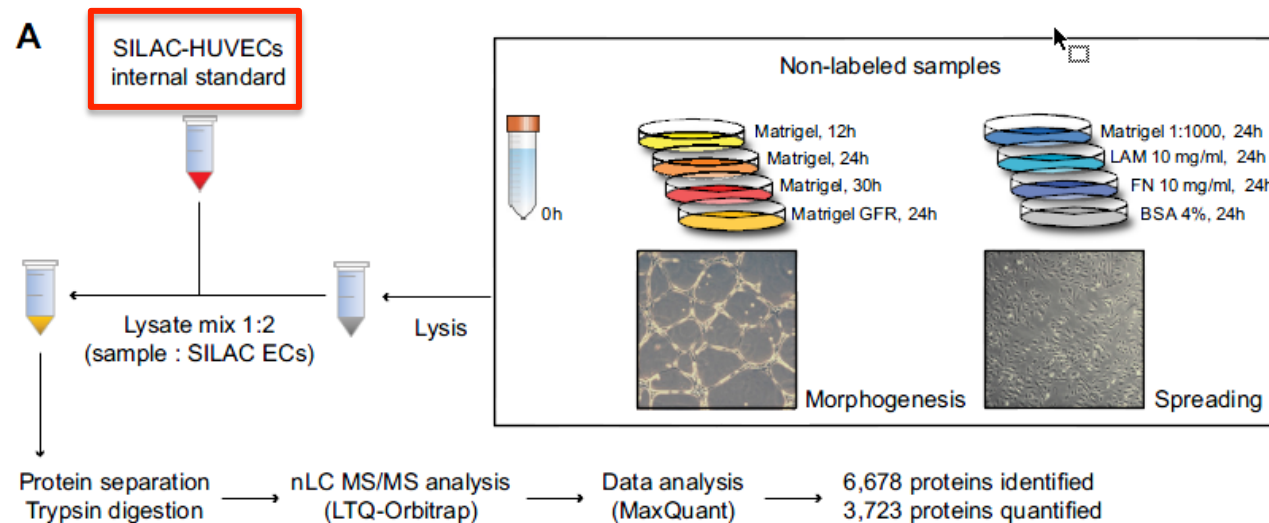 A
SILAC-HUVECs
internal standard
Non-labeled samples
0h
Matrigel, 12h
Matrigel, 24h
Matrigel, 30h
Matrigel GFR, 24h
Matrigel 1:1000, 24h
LAM 10 mg/ml, 24h
FN 10 mg/ml, 24h
BSA 4%, 24h
Lysate mix 1:2
(sample : SILAC ECs)
Lysis
Morphogenesis
Spreading
Protein separation
Trypsin digestion
nLC MS/MS analysis
(LTQ-Orbitrap)
Data analysis
(MaxQuant)
6,678 proteins identified
3,723 proteins quantified